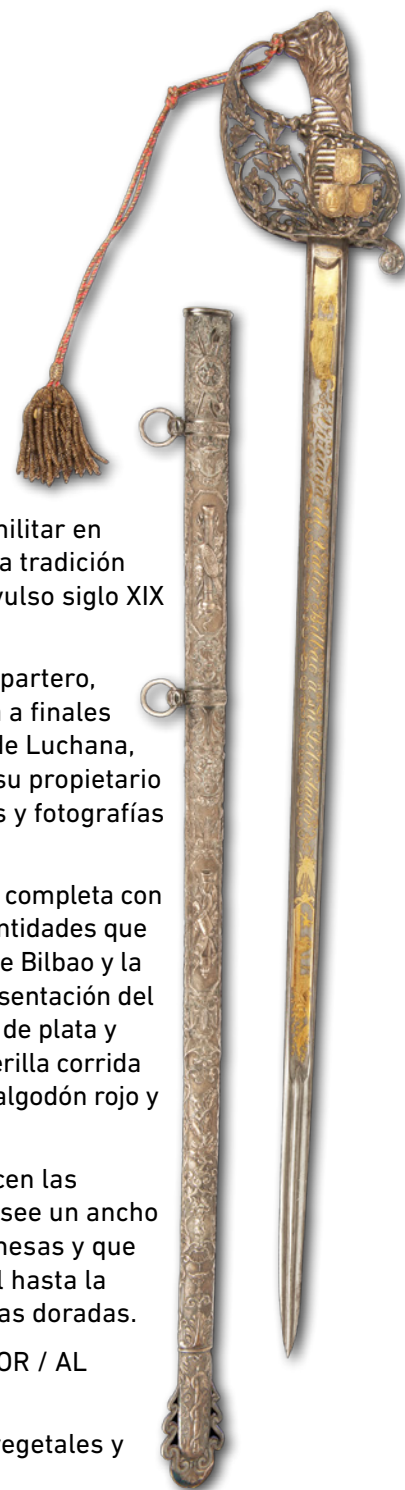 militar en
a tradición
vulso siglo XIX
partero,
a finales
de Luchana,
su propietario
s y fotografías
completa con
ntidades que
e Bilbao y la
sentación del
de plata y
erilla corrida
algodón rojo y
cen las
see un ancho
nesas y que
l hasta la
as doradas.
OR / AL
vegetales y